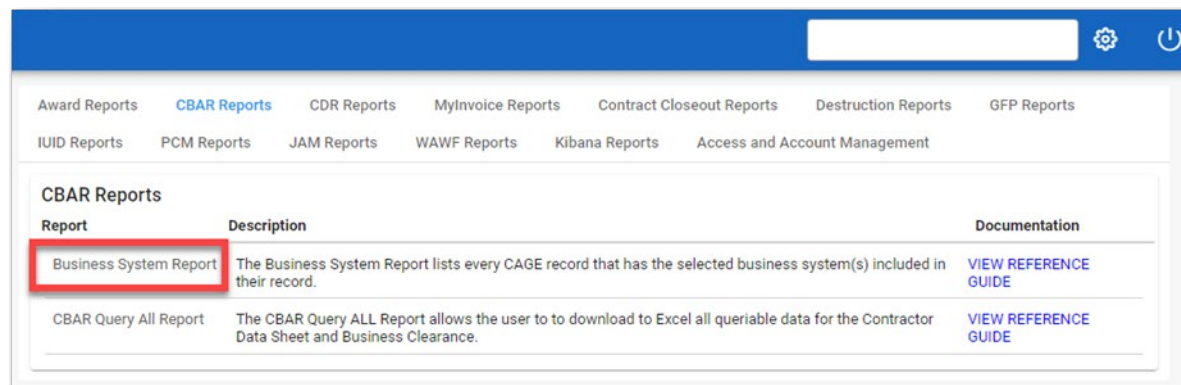 Award Reports CBAR Reports CDR Reports MyInvoice Reports Contract Closeout Reports Destruction Reports GFP Reports
IUID Reports PCM Reports JAM Reports WAWF Reports Kibana Reports Access and Account Management
CBAR Reports
Report Description Documentation
Business System Report The Business System Report lists every CAGE record that has the selected business system(s) included in VIEW REFERENCE
their record. GUIDE
CBAR Query All Report The CBAR Query ALL Report allows the user to to download to Excel all queriable data for the Contractor VIEW REFERENCE
Data Sheet and Business Clearance. GUIDE